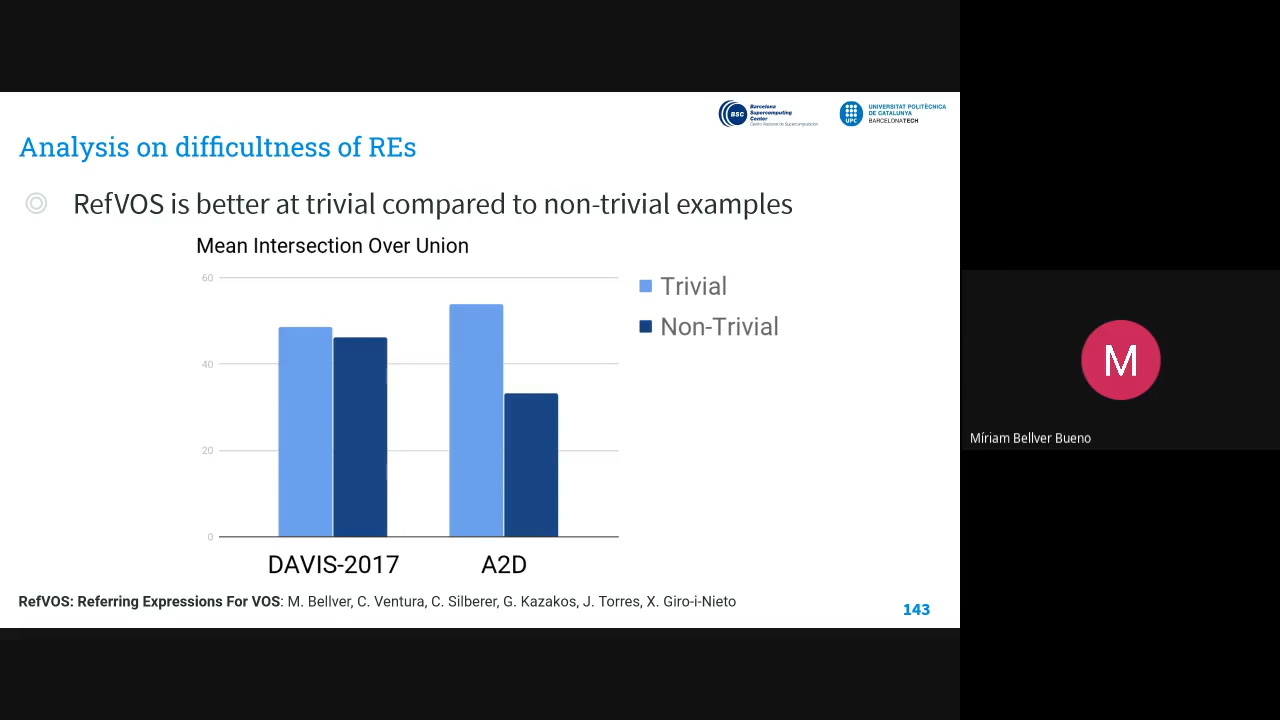 BSC
Barcelona
Supercomputing
Center
Centro Nacional de Supercomputación
UPC
UNIVERSITAT POLITÈCNICA
DE CATALUNYA
BARCELONATECH
Analysis on difficultness of REs
RefVOS is better at trivial compared to non-trivial examples
Mean Intersection Over Union
60
40
20
0
Trivial
Non-Trivial
DAVIS-2017
A2D
RefVOS: Referring Expressions For VOS: M. Bellver, C. Ventura, C. Silberer, G. Kazakos, J. Torres, X. Giro-i-Nieto
143
M
Míriam Bellver Bueno